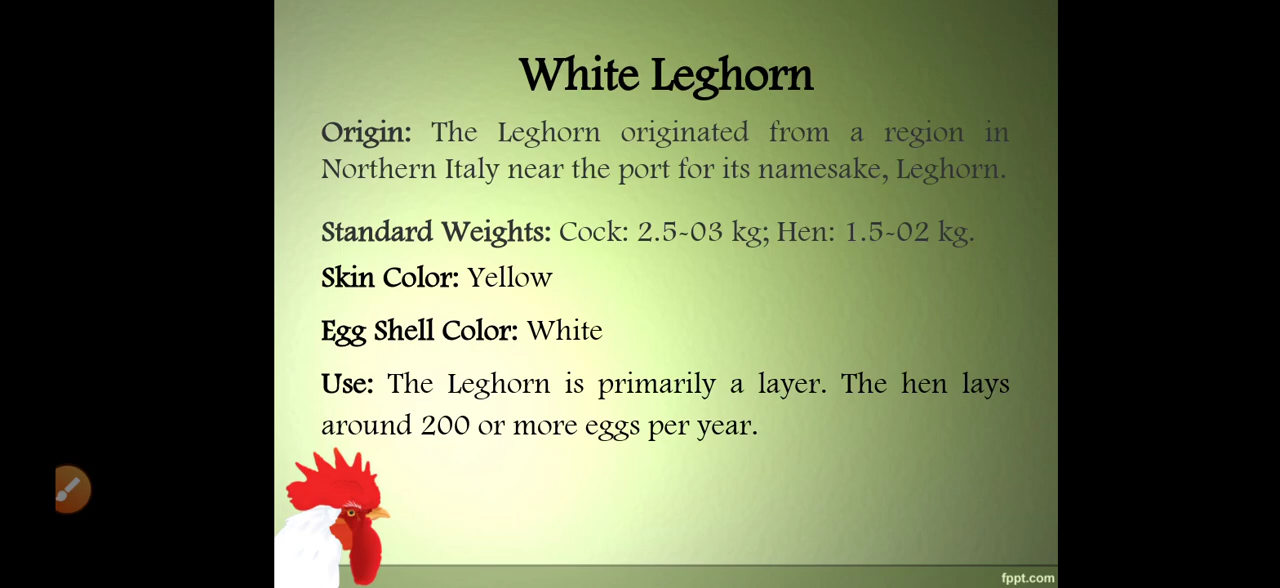 White Leghorn
Origin: The Leghorn originated from a region in
Northern Italy near the port for its namesake, Leghorn.
Standard Weights: Cock: 2.5-03 kg; Hen: 1.5-02 kg.
Skin Color: Yellow
Egg Shell Color: White
Use: The Leghorn is primarily a layer. The hen lays
around 200 or more eggs per year.
fppt.com